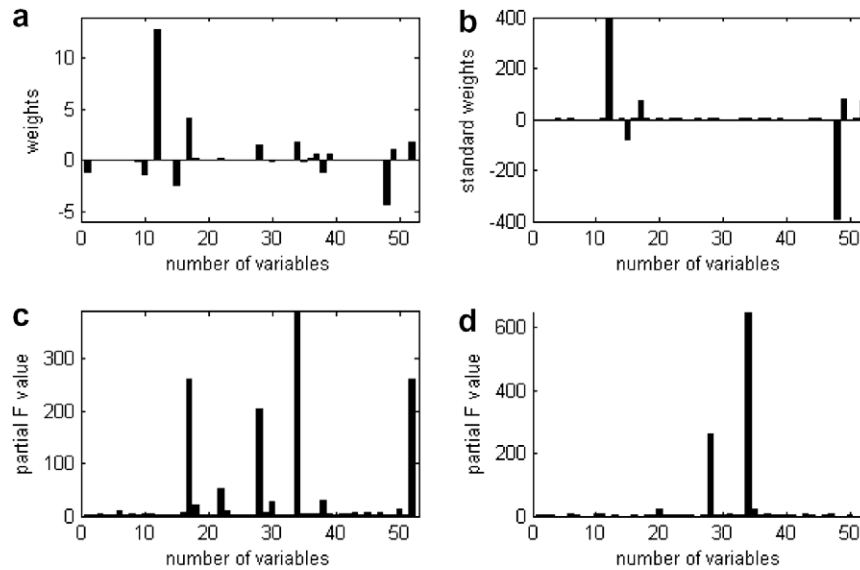 a
weights
10
5
0
-5
0 10 20 30 40 50
number of variables
b
standard weights
400
200
0
-200
-400
0 10 20 30 40 50
number of variables
c
partial F value
300
200
100
0
0 10 20 30 40 50
number of variables
d
partial F value
600
400
200
0
0 10 20 30 40 50
number of variables